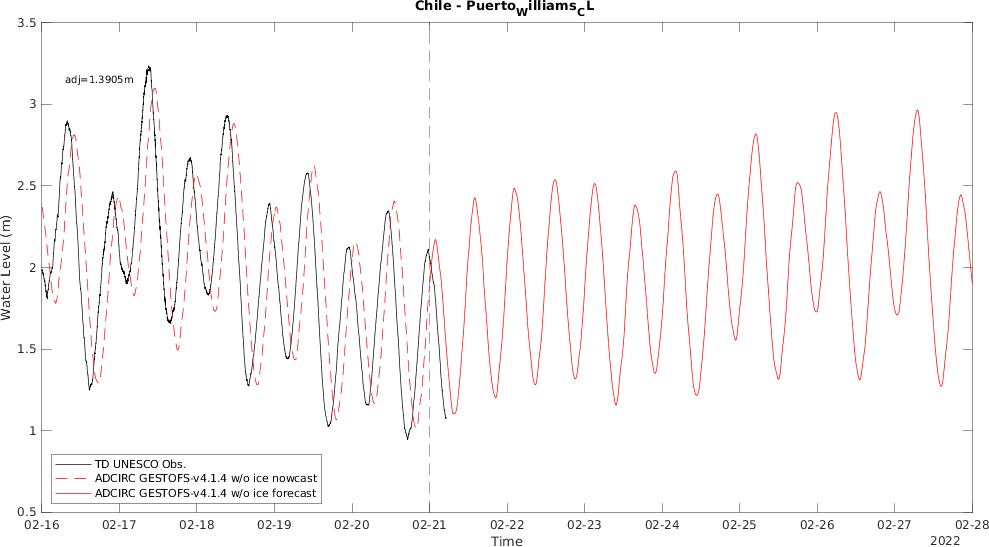 Chile - Puerto_Williams_CL
adj=1.3905m
3.5
3
2.5
2
1.5
1
0.5
Water Level (m)
TD UNESCO Obs.
ADCIRC GESTOFS-v4.1.4 w/o ice nowcast
ADCIRC GESTOFS-v4.1.4 w/o ice forecast
02-16 02-17 02-18 02-19 02-20 02-21 02-22 02-23 02-24 02-25 02-26 02-27 02-28
Time
2022